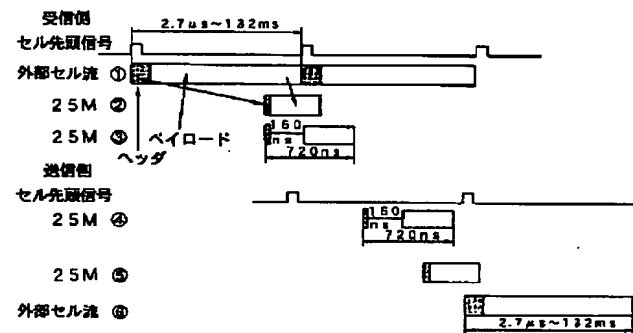 受信側
2.7μs~132ms
セル先頭信号
外部セル流 ①
25M ②
160
25M ③
ns
ペイロード
720ns
ヘッダ
送信側
セル先頭信号
160
25M ④
ns
720ns
25M ⑤
外部セル流 ⑥
2.7μs~132ms